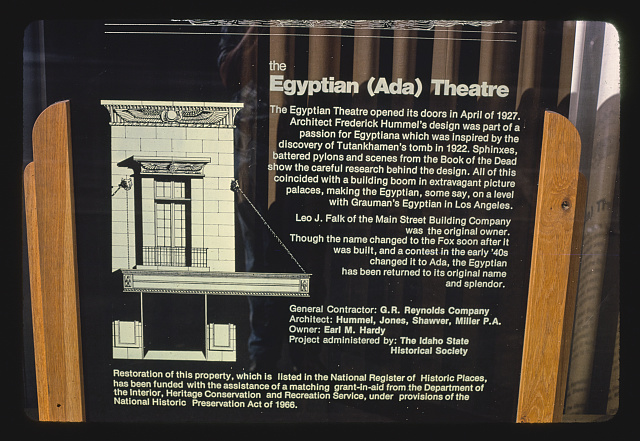 the
Egyptian (Ada) Theatre
The Egyptian Theatre opened its doors in April of 1927.
Architect Frederick Hummel's design was part of a
passion for Egyptiana which was inspired by the
discovery of Tutankhamen's tomb in 1922. Sphinxes,
battered pylons and scenes from the Book of the Dead
show the careful research behind the design. All of this
coincided with a building boom in extravagant picture
palaces, making the Egyptian, some say, on a level
with Grauman's Egyptian in Los Angeles.
Leo J. Falk of the Main Street Building Company
was the original owner.
Though the name changed to the Fox soon after it
was built, and a contest in the early '40s
changed it to Ada, the Egyptian
has been returned to its original name
and splendor.
General Contractor: G.R. Reynolds Company
Architect: Hummel, Jones, Shawver, Miller P.A.
Owner: Earl M. Hardy
Project administered by: The Idaho State
Historical Society
Restoration of this property, which is listed in the National Register of Historic Places,
has been funded with the assistance of a matching grant-in-aid from the Department of
the Interior, Heritage Conservation and Recreation Service, under provisions of the
National Historic Preservation Act of 1966.